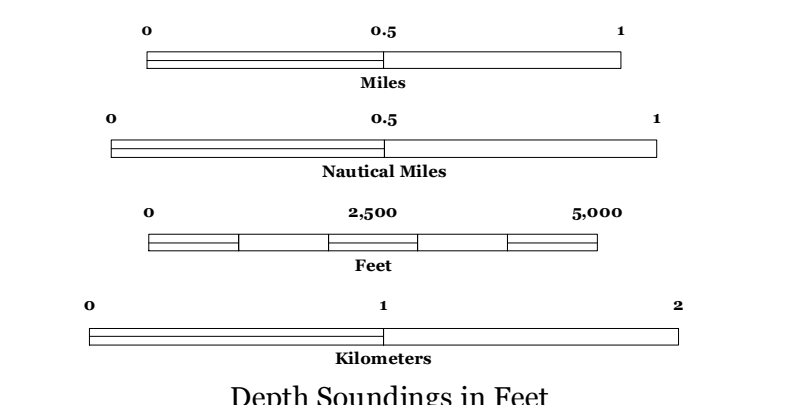 0 0.5 1
Miles
0 0.5 1
Nautical Miles
0 2,500 5,000
Feet
0 1 2
Kilometers
Depth Soundings in Feet